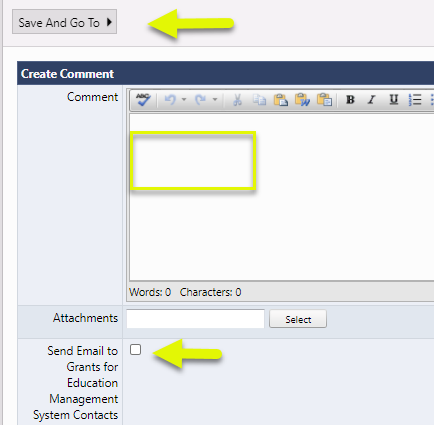 Save And Go To
Create Comment
Comment
ABC
B I U
Words: 0 Characters: 0
Attachments
Select
Send Email to
Grants for
Education
Management
System Contacts